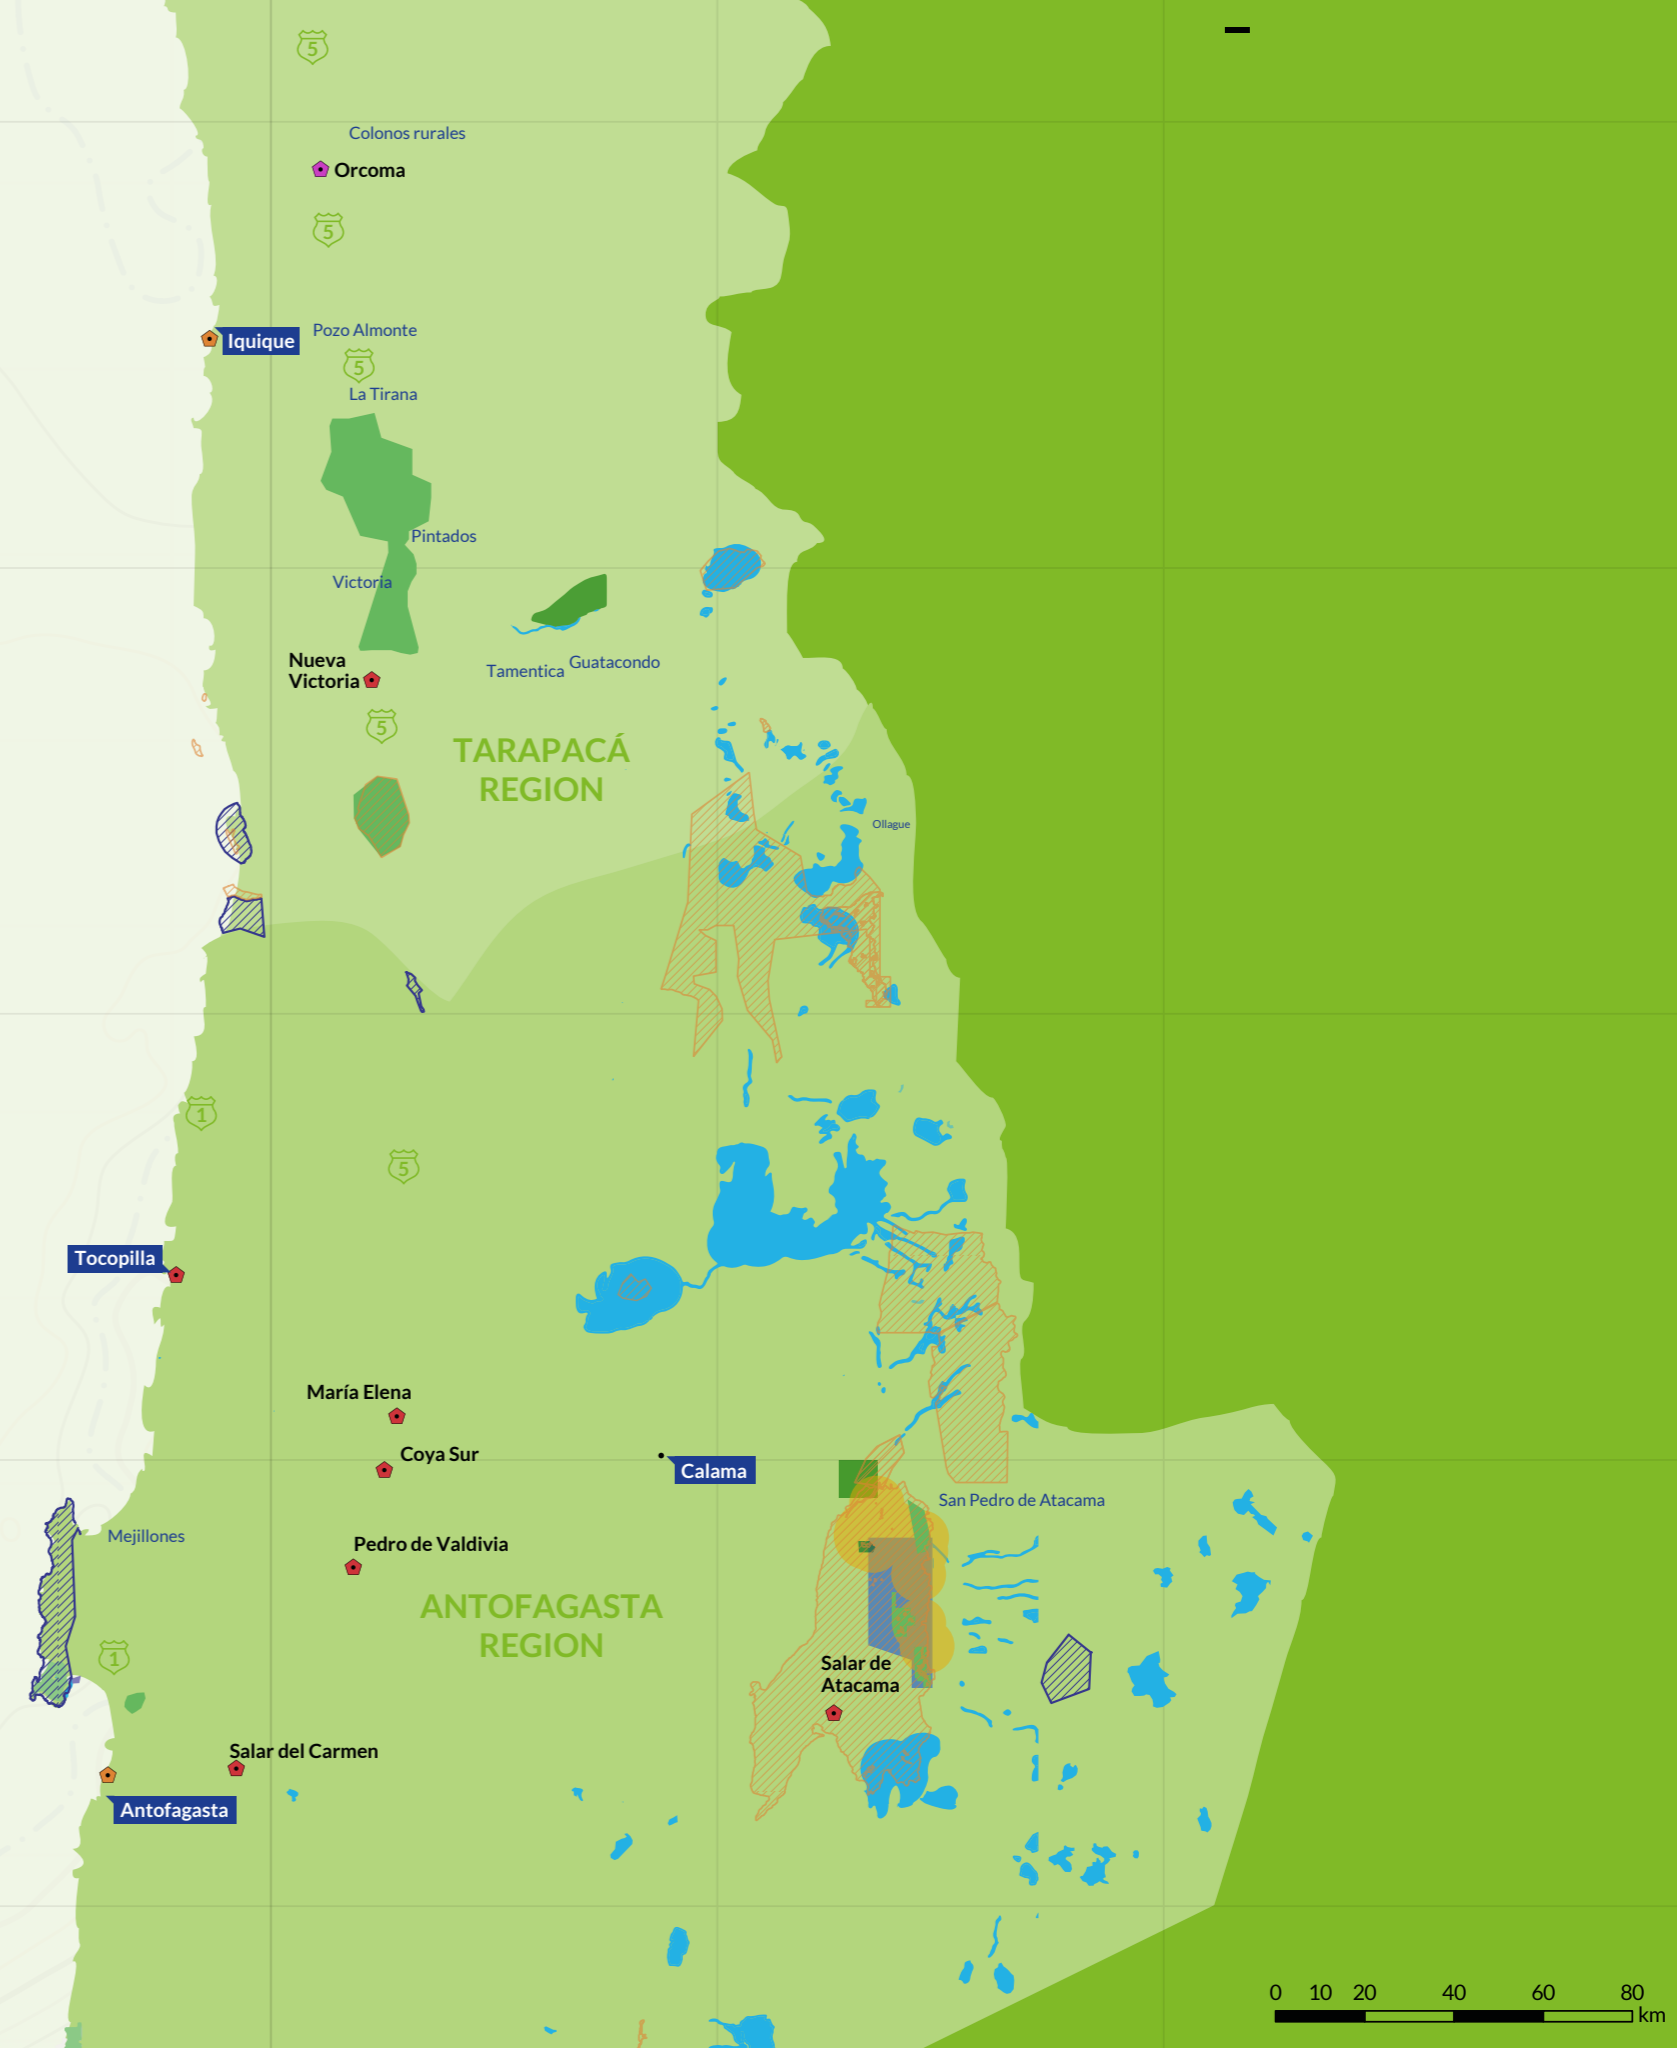 5
Colonos rurales
Orcoma
5
Iquique
Pozo Almonte
5
La Tirana
Pintados
Victoria
Nueva
Victoria
Tamentica
Guatacondo
5
TARAPACÁ
REGION
Ollague
1
5
Tocopilla
María Elena
Coya Sur
Calama
San Pedro de Atacama
Mejillones
Pedro de Valdivia
ANTOFAGASTA
REGION
1
Salar de
Atacama
Salar del Carmen
Antofagasta
0 10 20 40 60 80
km